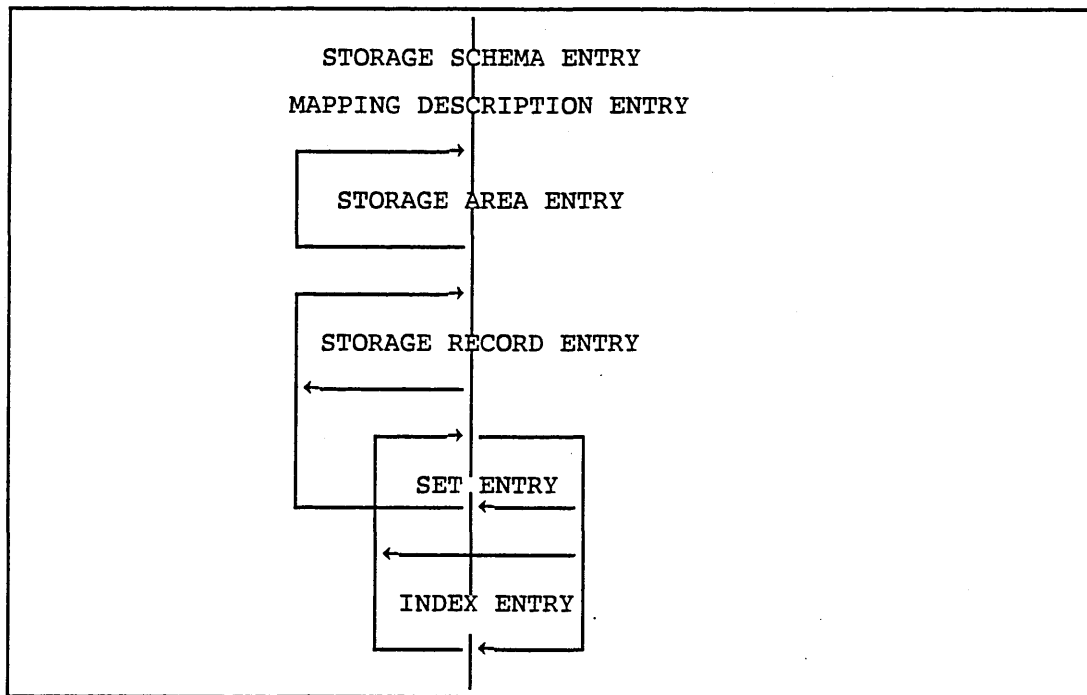 STORAGE SCHEMA ENTRY
MAPPING DESCRIPTION ENTRY
STORAGE AREA ENTRY
STORAGE RECORD ENTRY
SET ENTRY
INDEX ENTRY